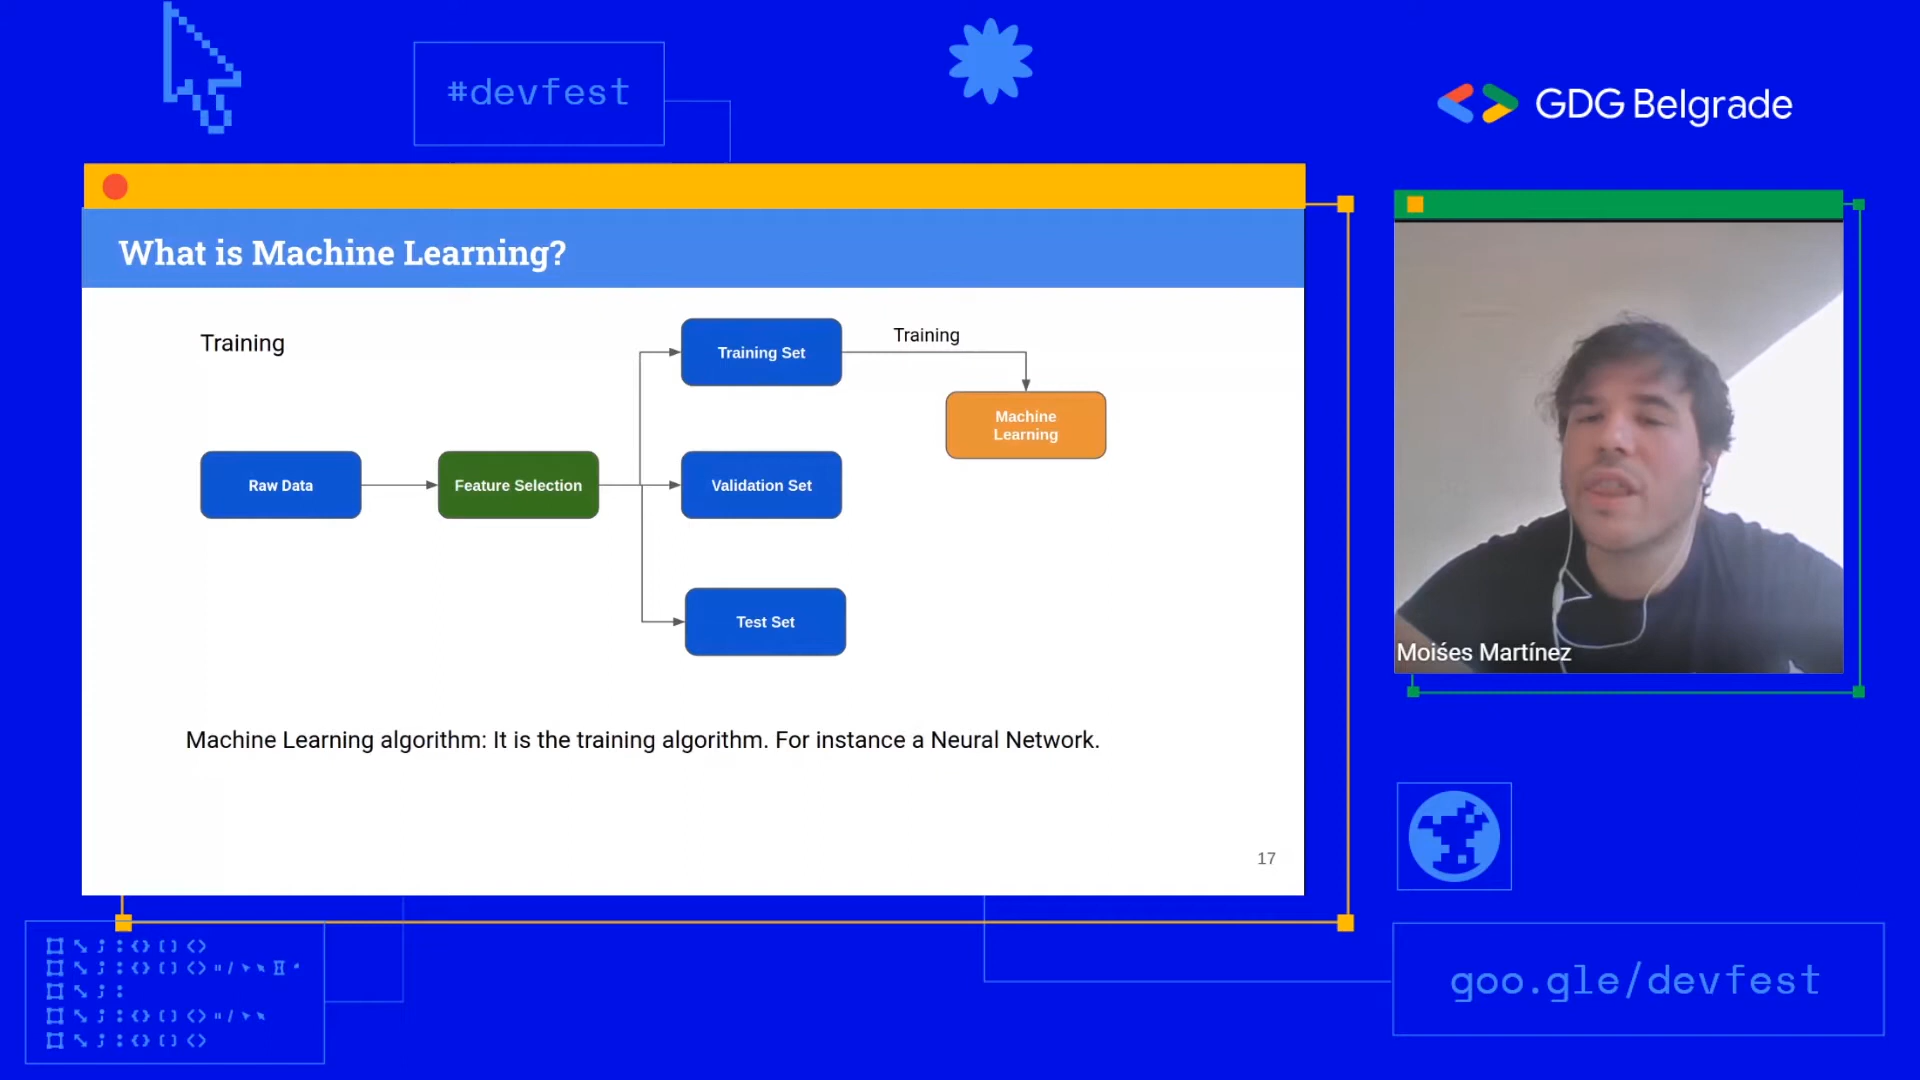 #devfest
GDG Belgrade
What is Machine Learning?
Training
Training Set
Training
Machine
Learning
Raw Data
Feature Selection
Validation Set
Test Set
Moiśes Martínez
Machine Learning algorithm: It is the training algorithm. For instance a Neural Network.
17
goo.gle/devfest